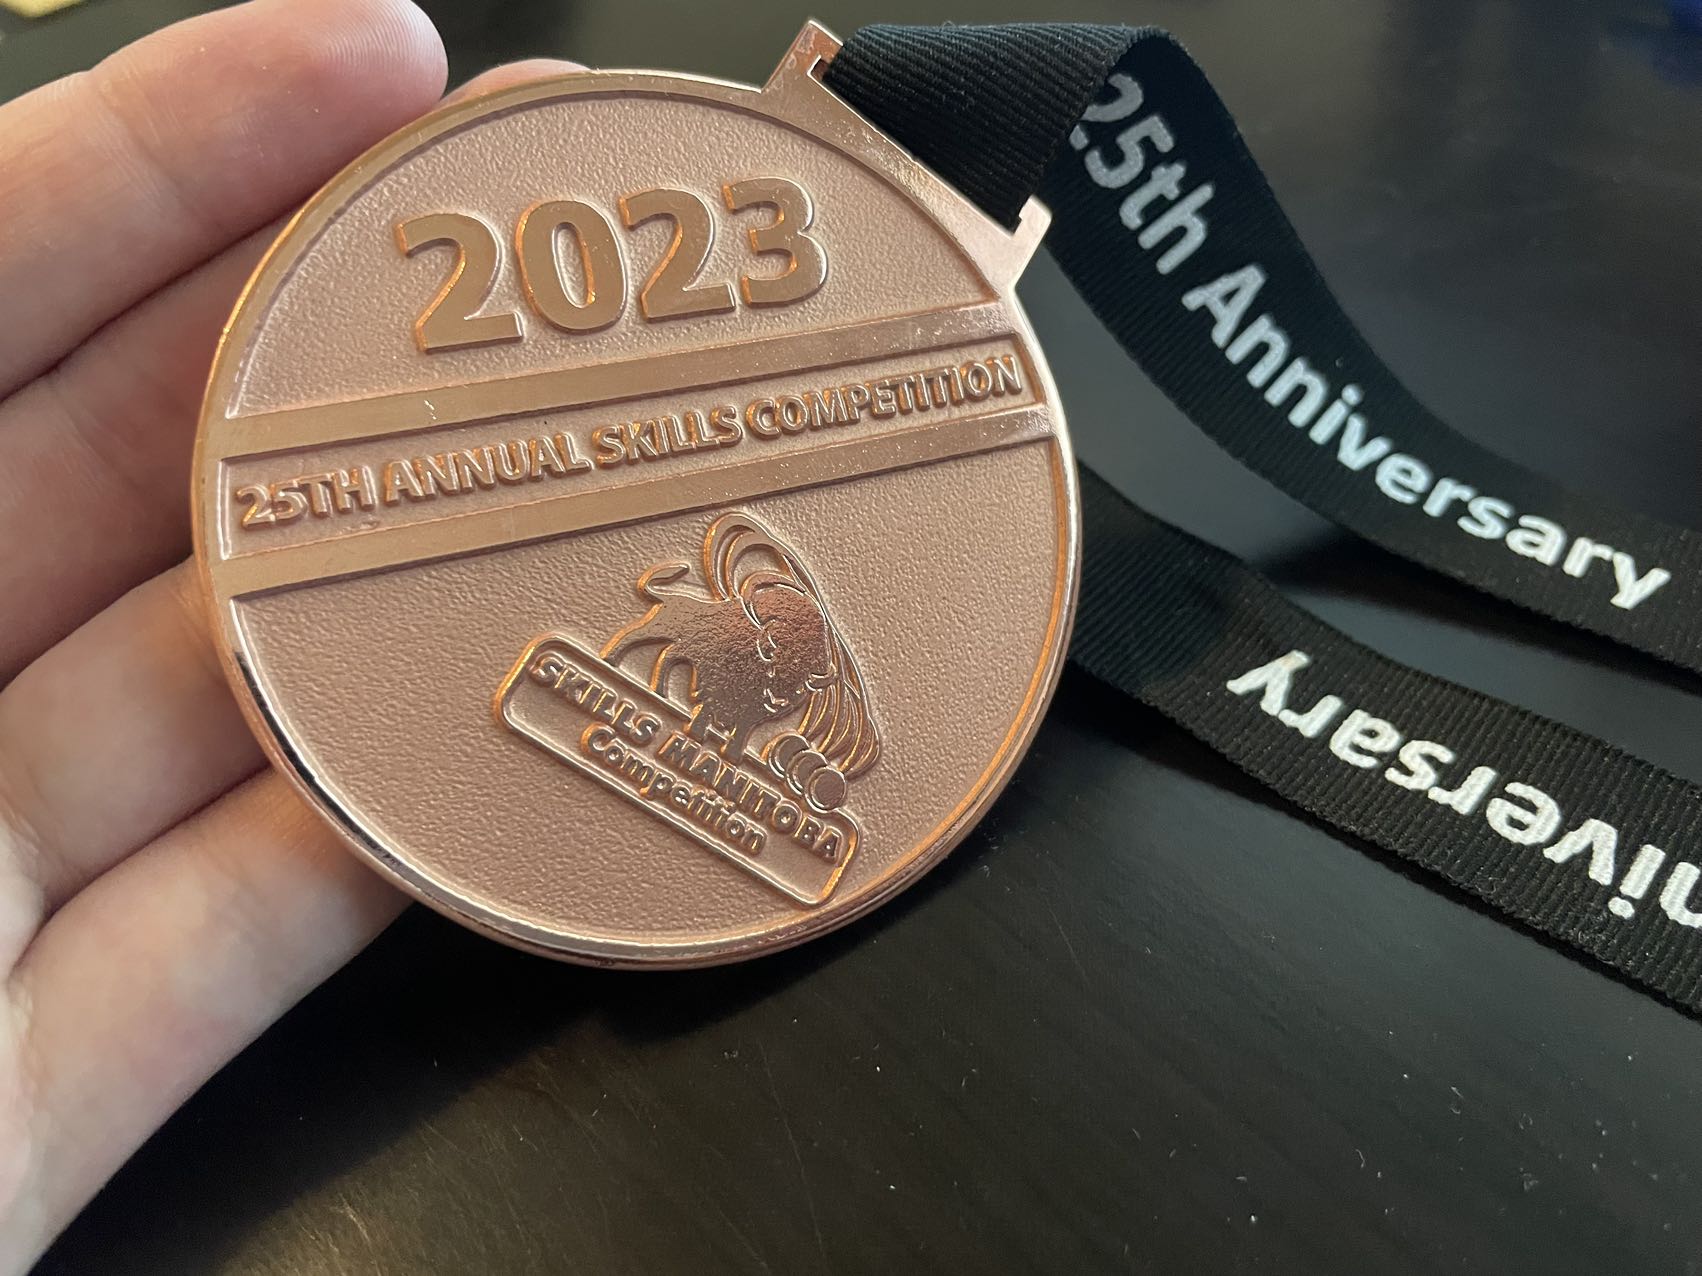 2023
25TH ANNUAL SKILLS COMPETITION
SKILLS MANITOBA
Competition
25th Anniversary
niversary